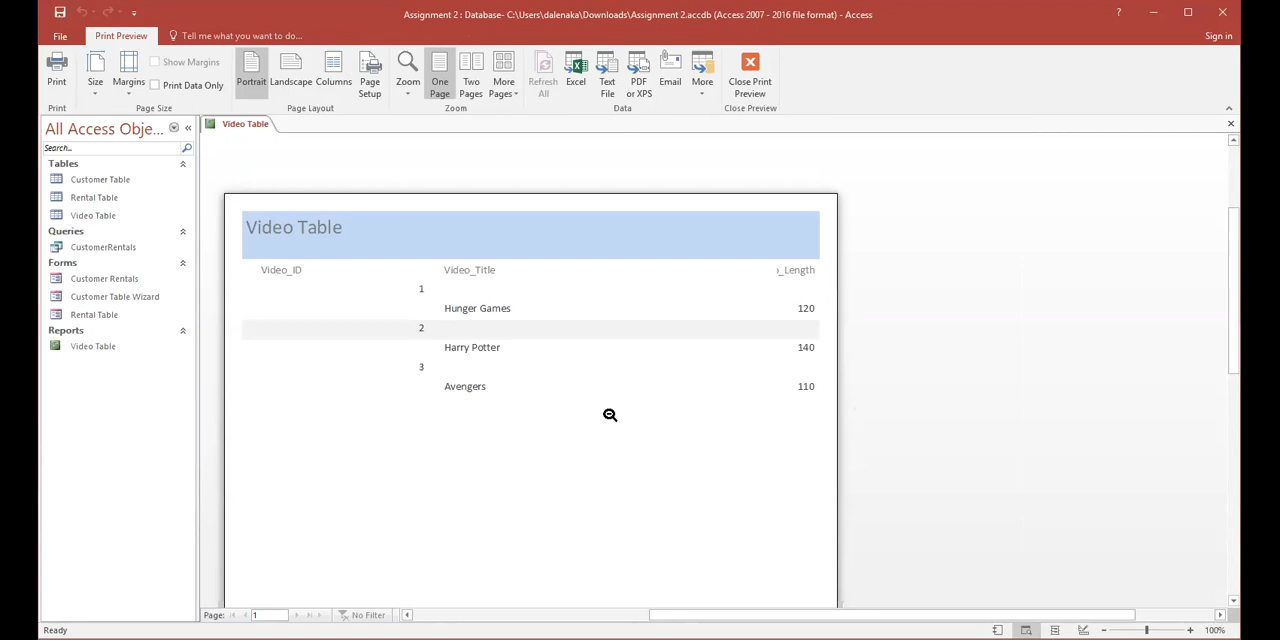 Assignment 2 : Database- C:\Users\dalenaka\Downloads\Assignment 2.accdb (Access 2007 - 2016 file format) - Access
?
File
Print Preview
Tell me what you want to do...
Sign in
Print
Size
Margins
Show Margins
Print Data Only
Portrait
Landscape
Columns
Page Setup
Zoom
One Page
Two Pages
More Pages
Refresh All
Excel
Text File
PDF or XPS
Email
More
Close Print Preview
Print
Page Size
Page Layout
Zoom
Data
Close Preview
All Access Obje...
Search...
Tables
Customer Table
Rental Table
Video Table
Queries
CustomerRentals
Forms
Customer Rentals
Customer Table Wizard
Rental Table
Reports
Video Table
Video Table
Video Table
Video_ID Video_Title o_Length
1
Hunger Games 120
2
Harry Potter 140
3
Avengers 110
Page: 1 No Filter
Ready 100%